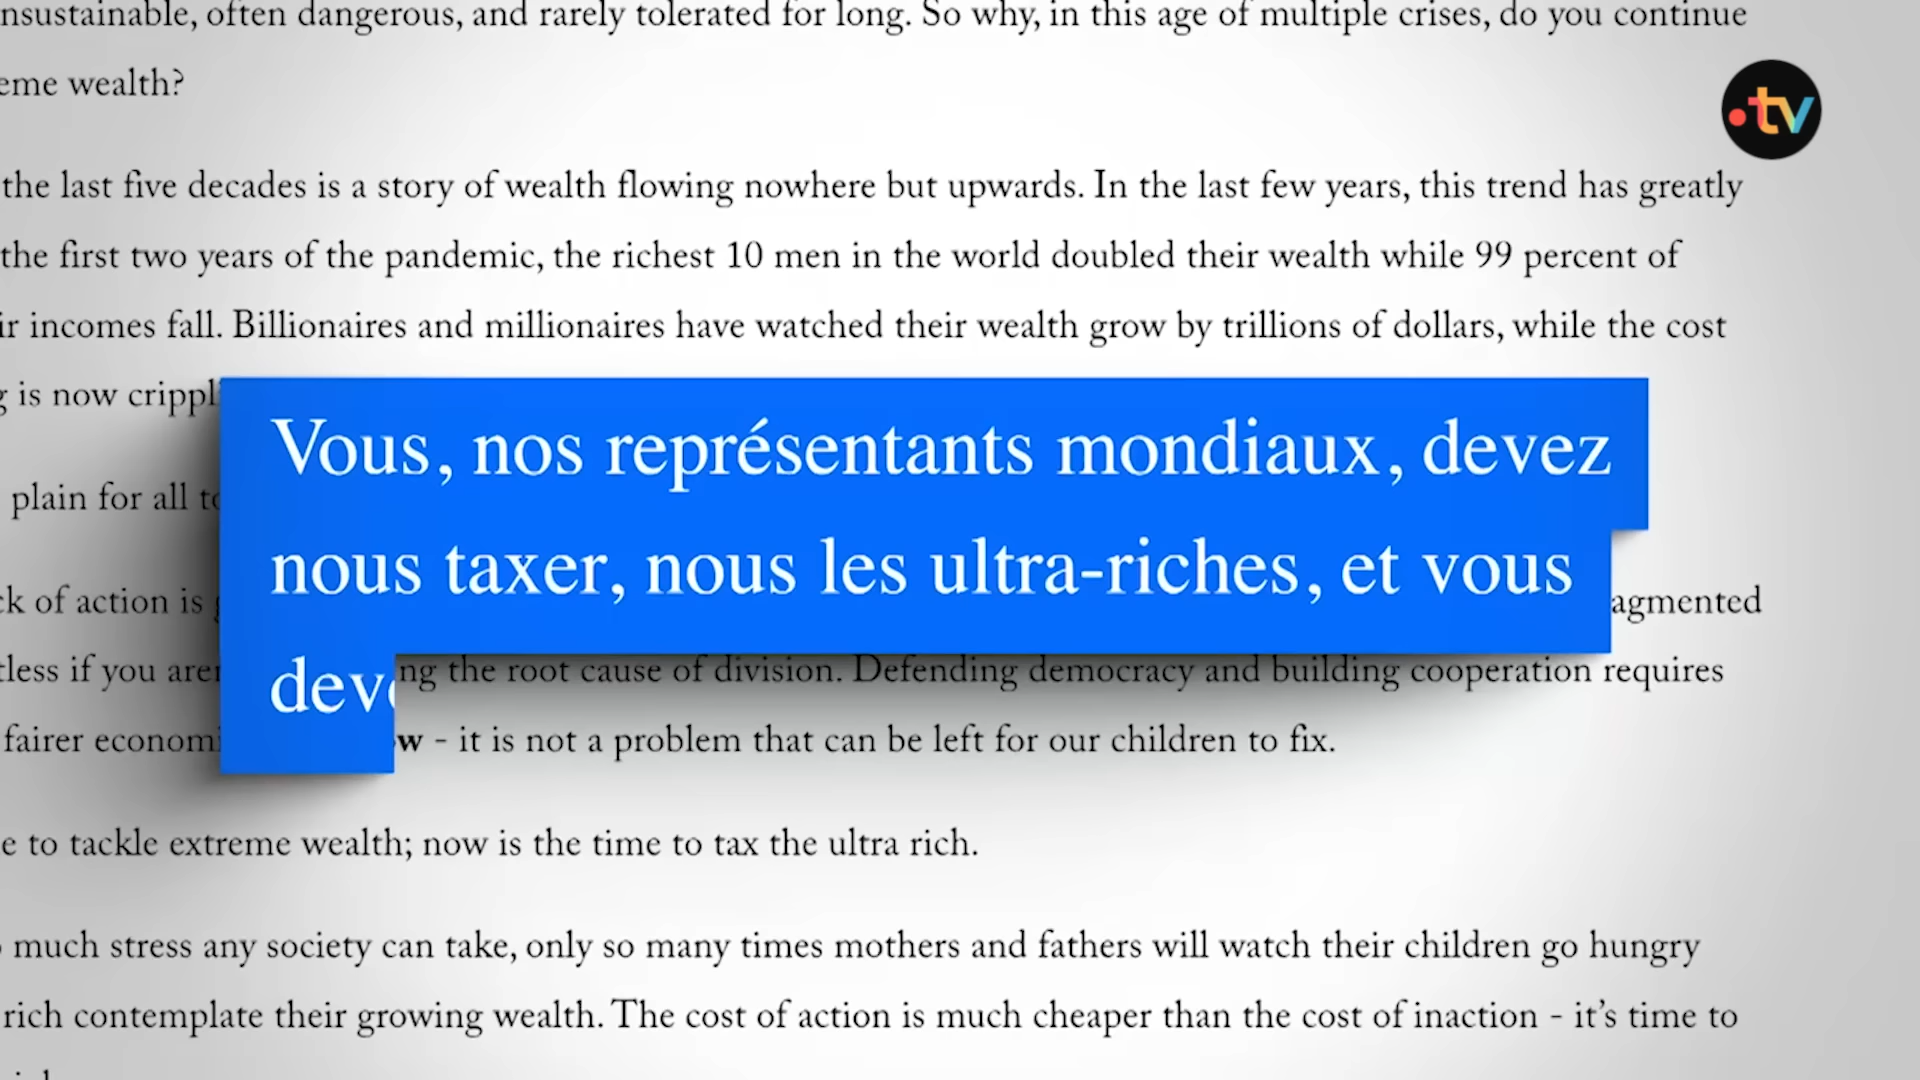 nsustainable, often dangerous, and rarely tolerated for long. So why, in this age of multiple crises, do you continue
eme wealth?
.tv
the last five decades is a story of wealth flowing nowhere but upwards. In the last few years, this trend has greatly
the first two years of the pandemic, the richest 10 men in the world doubled their wealth while 99 percent of
ir incomes fall. Billionaires and millionaires have watched their wealth grow by trillions of dollars, while the cost
g is now crippl
Vous, nos représentants mondiaux, devez
plain for all to
nous taxer, nous les ultra-riches, et vous
ck of action is
agmented
tless if you aren
deve
ng the root cause of division. Defending democracy and building cooperation requires
fairer economi
w - it is not a problem that can be left for our children to fix.
e to tackle extreme wealth; now is the time to tax the ultra rich.
much stress any society can take, only so many times mothers and fathers will watch their children go hungry
rich contemplate their growing wealth. The cost of action is much cheaper than the cost of inaction - it’s time to